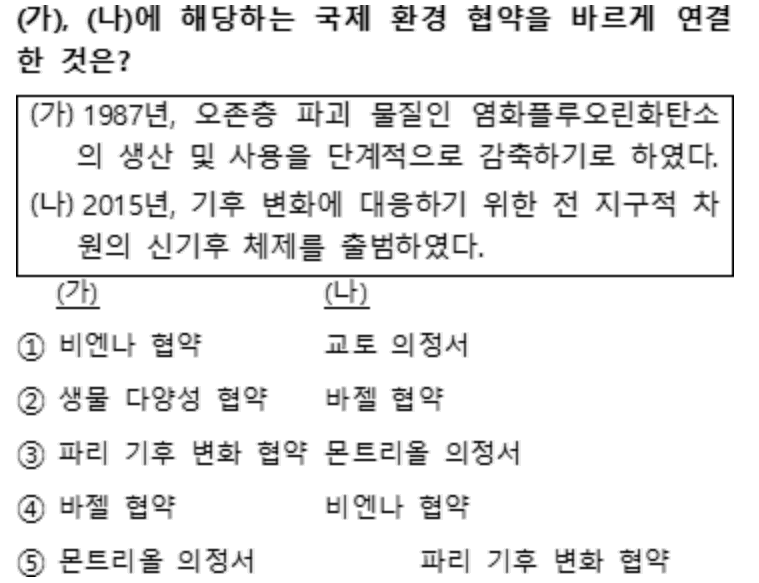 (가), (나)에 해당하는 국제 환경 협약을 바르게 연결
한 것은?
(가) 1987년, 오존층 파괴 물질인 염화플루오린화탄소
의 생산 및 사용을 단계적으로 감축하기로 하였다.
(나) 2015년, 기후 변화에 대응하기 위한 전 지구적 차
원의 신기후 체제를 출범하였다.
(가) (나)
① 비엔나 협약 교토 의정서
② 생물 다양성 협약 바젤 협약
③ 파리 기후 변화 협약 몬트리올 의정서
④ 바젤 협약 비엔나 협약
⑤ 몬트리올 의정서 파리 기후 변화 협약